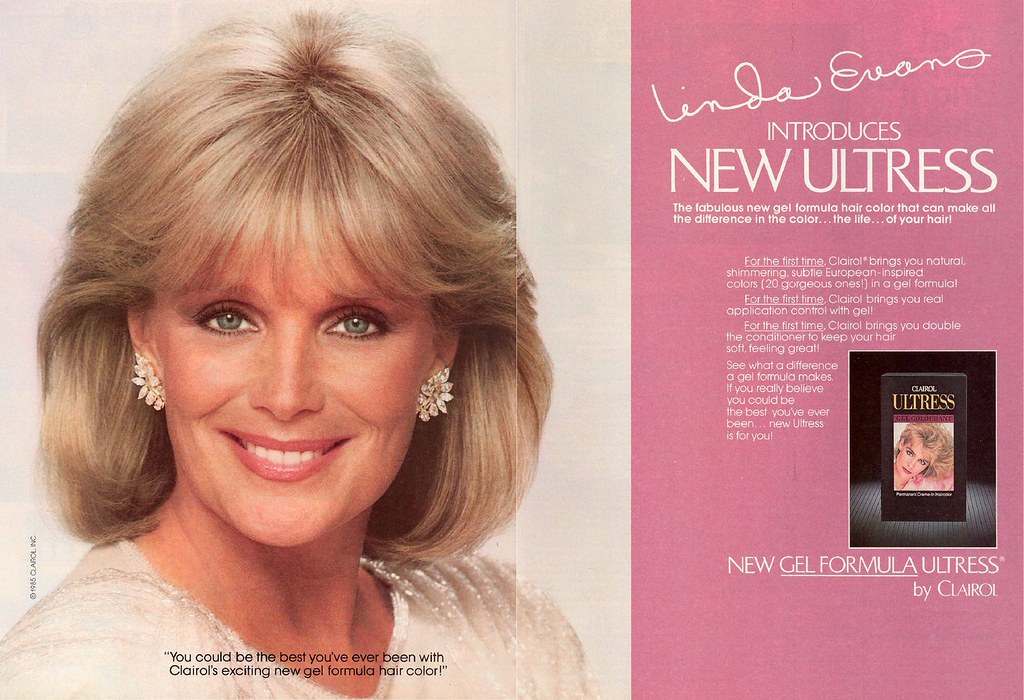 ©1985 CLAIROL INC.
"You could be the best you've ever been with
Clairol's exciting new gel formula hair color!"
Linda Evans
INTRODUCES
NEW ULTRESS
The fabulous new gel formula hair color that can make all
the difference in the color...the life...of your hair!
For the first time, Clairol® brings you natural,
shimmering, subtle European-inspired
colors (20 gorgeous ones!) in a gel formula!
For the first time, Clairol brings you real
application control with gel!
For the first time, Clairol brings you double
the conditioner to keep your hair
soft, feeling great!
See what a difference
a gel formula makes.
If you really believe
you could be
the best you've ever
been... new Ultress
is for you!
CLAIROL
ULTRESS
GEL COLOURANT
Permanent Creme-in Haircolor
NEW GEL FORMULA ULTRESS®
by CLAIROL